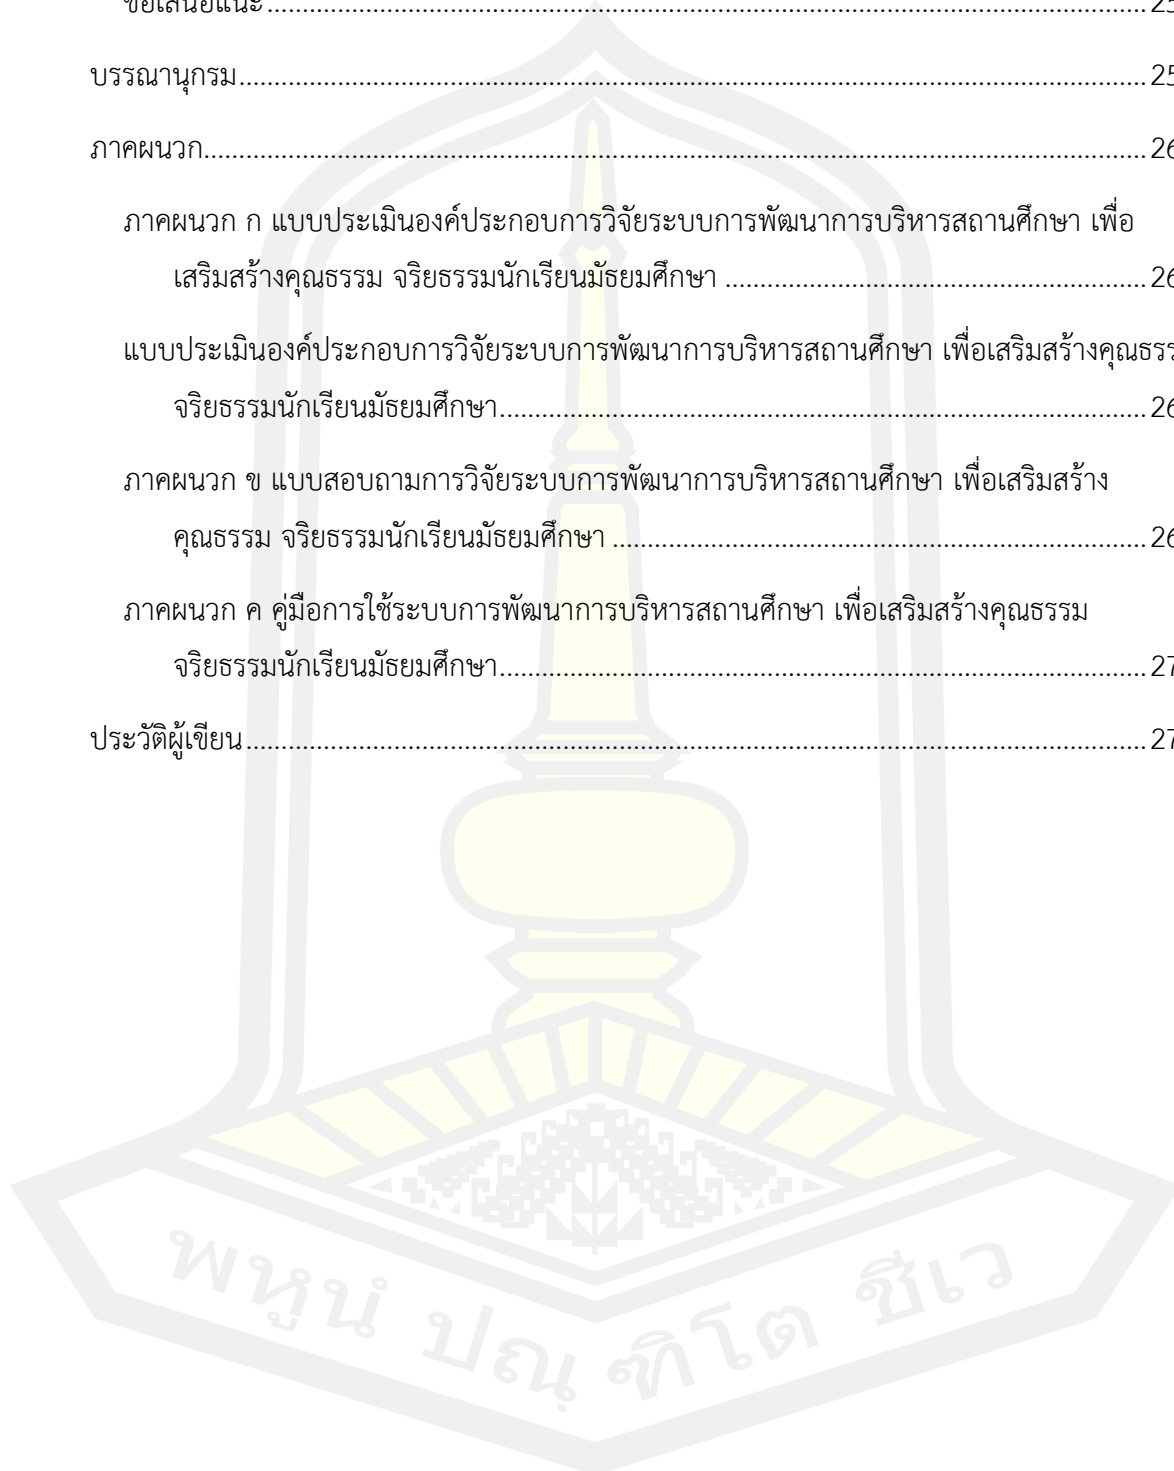 ข้อเสนอแนะ........................................................................................................................ 25
บรรณานุกรม........................................................................................................................ 25
ภาคผนวก........................................................................................................................ 26
ภาคผนวก ก แบบประเมินองค์ประกอบการวิจัยระบบการพัฒนาการบริหารสถานศึกษา เพื่อ
เสริมสร้างคุณธรรม จริยธรรมนักเรียนมัธยมศึกษา ....................................................... 26
แบบประเมินองค์ประกอบการวิจัยระบบการพัฒนาการบริหารสถานศึกษา เพื่อเสริมสร้างคุณธรร
จริยธรรมนักเรียนมัธยมศึกษา................................................................................... 26
ภาคผนวก ข แบบสอบถามการวิจัยระบบการพัฒนาการบริหารสถานศึกษา เพื่อเสริมสร้าง
คุณธรรม จริยธรรมนักเรียนมัธยมศึกษา ..................................................................... 26
ภาคผนวก ค คู่มือการใช้ระบบการพัฒนาการบริหารสถานศึกษา เพื่อเสริมสร้างคุณธรรม
จริยธรรมนักเรียนมัธยมศึกษา................................................................................... 27
ประวัติผู้เขียน........................................................................................................................ 27
พหูนํ ปณฺฑิโต ชีเว